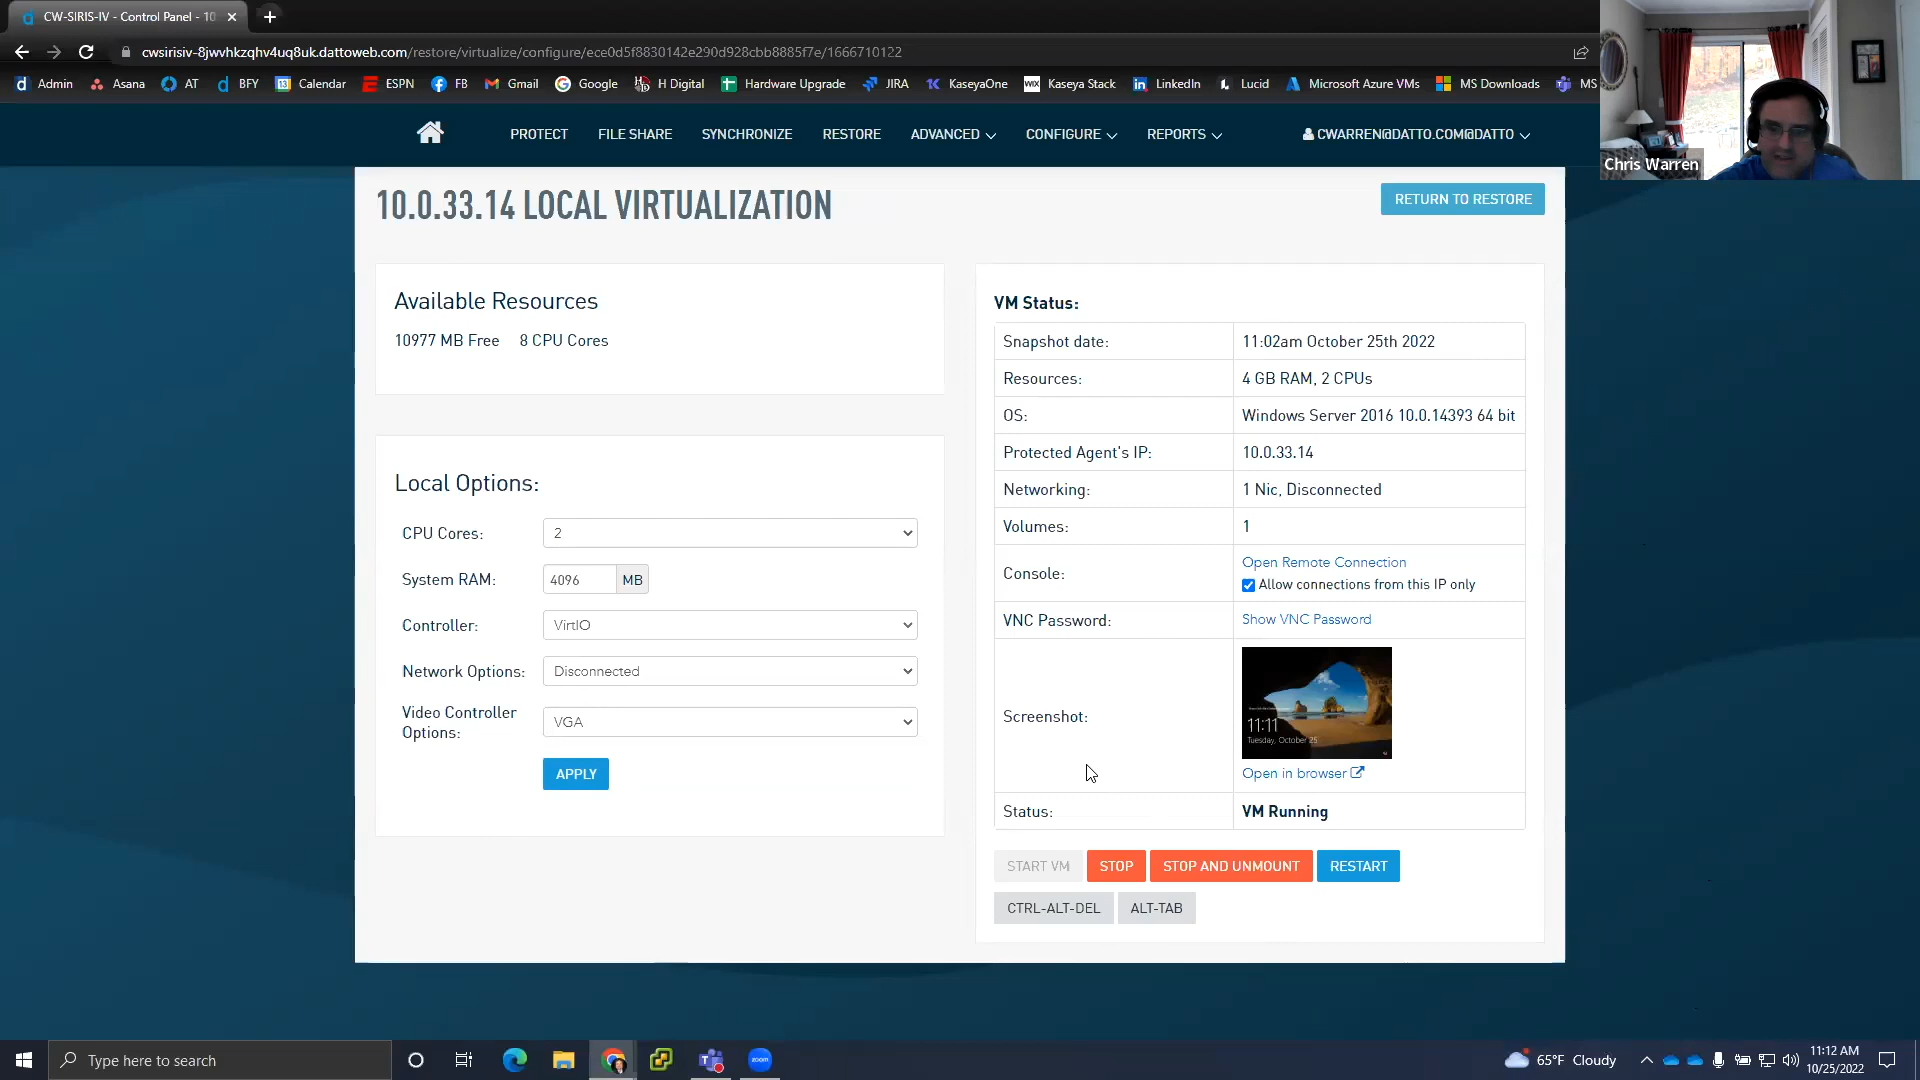 CW-SIRIS-IV - Control Panel - 10
cwsirisiv-8jwvhkzqhv4uq8uk.dattoweb.com/restore/virtualize/configure/ece0d5f8830142e290d928cbb8885f7e/1666710122
Admin Asana AT BFY Calendar ESPN FB Gmail Google H Digital Hardware Upgrade JIRA KaseyaOne Kaseya Stack LinkedIn Lucid Microsoft Azure VMs MS Downloads MS
PROTECT FILE SHARE SYNCHRONIZE RESTORE ADVANCED CONFIGURE REPORTS CWARREN@DATTO.COM@DATTO
Chris Warren
10.0.33.14 LOCAL VIRTUALIZATION
RETURN TO RESTORE
Available Resources
10977 MB Free 8 CPU Cores
Local Options:
CPU Cores: 2
System RAM: 4096 MB
Controller: VirtIO
Network Options: Disconnected
Video Controller Options: VGA
APPLY
VM Status:
Snapshot date: 11:02am October 25th 2022
Resources: 4 GB RAM, 2 CPUs
OS: Windows Server 2016 10.0.14393 64 bit
Protected Agent's IP: 10.0.33.14
Networking: 1 Nic, Disconnected
Volumes: 1
Console: Open Remote Connection
Allow connections from this IP only
VNC Password: Show VNC Password
Screenshot:
11:11
Tuesday, October 25
Open in browser
Status: VM Running
START VM STOP STOP AND UNMOUNT RESTART
CTRL-ALT-DEL ALT-TAB
Type here to search
zoom
65°F Cloudy
11:12 AM
10/25/2022